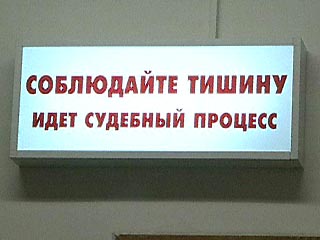 СОБЛЮДАЙТЕ ТИШИНУ
ИДЕТ СУДЕБНЫЙ ПРОЦЕСС